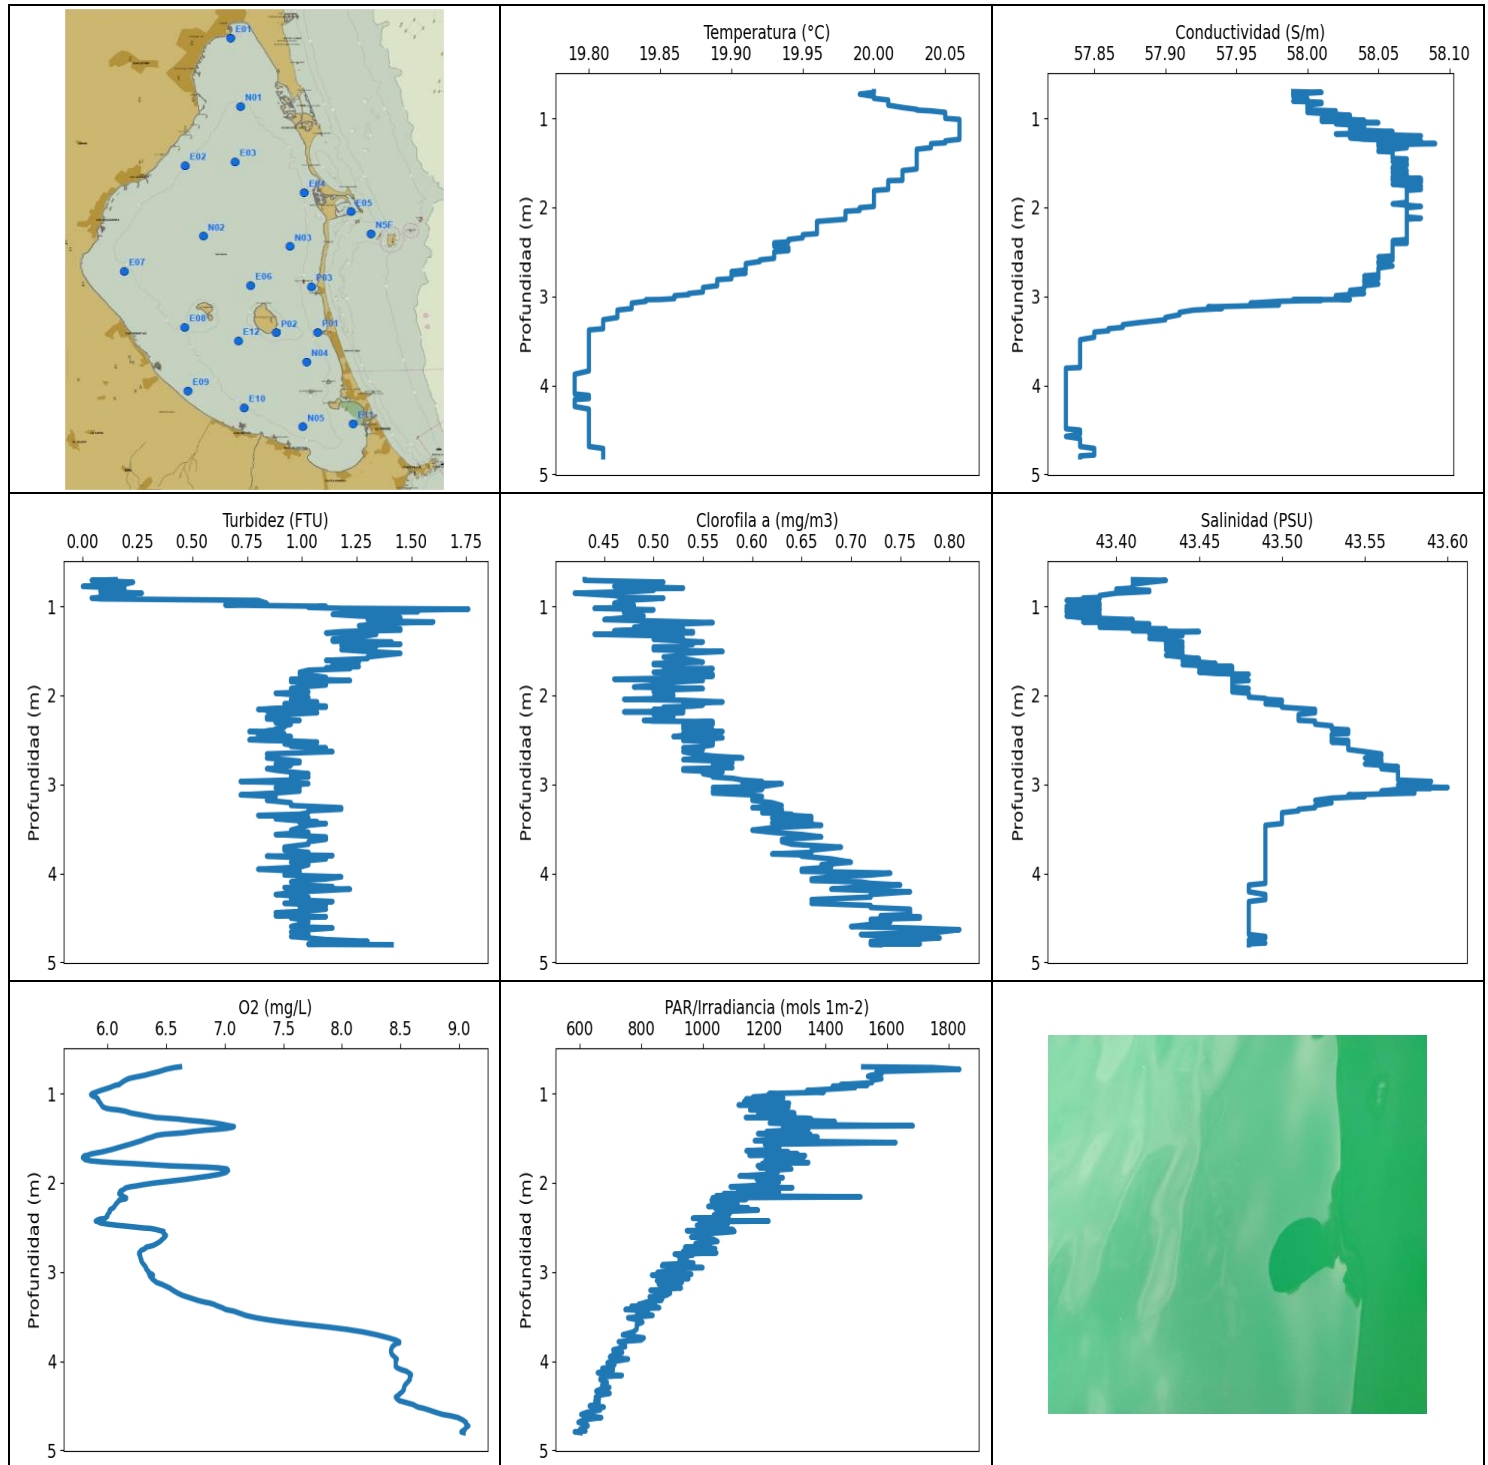 E01
N01
E02
E03
E04
E05
N5E
N02
N03
E07
E06
P03
E08
P02
P01
E12
N04
E09
E10
N05
E11
Temperatura (°C)
19.80 19.85 19.90 19.95 20.00 20.05
Profundidad (m)
1
2
3
4
5
Conductividad (S/m)
57.85 57.90 57.95 58.00 58.05 58.10
Profundidad (m)
1
2
3
4
5
Turbidez (FTU)
0.00 0.25 0.50 0.75 1.00 1.25 1.50 1.75
Profundidad (m)
1
2
3
4
5
Clorofila a (mg/m3)
0.45 0.50 0.55 0.60 0.65 0.70 0.75 0.80
Profundidad (m)
1
2
3
4
5
Salinidad (PSU)
43.40 43.45 43.50 43.55 43.60
Profundidad (m)
1
2
3
4
5
O2 (mg/L)
6.0 6.5 7.0 7.5 8.0 8.5 9.0
Profundidad (m)
1
2
3
4
5
PAR/Irradiancia (mols 1m-2)
600 800 1000 1200 1400 1600 1800
Profundidad (m)
1
2
3
4
5